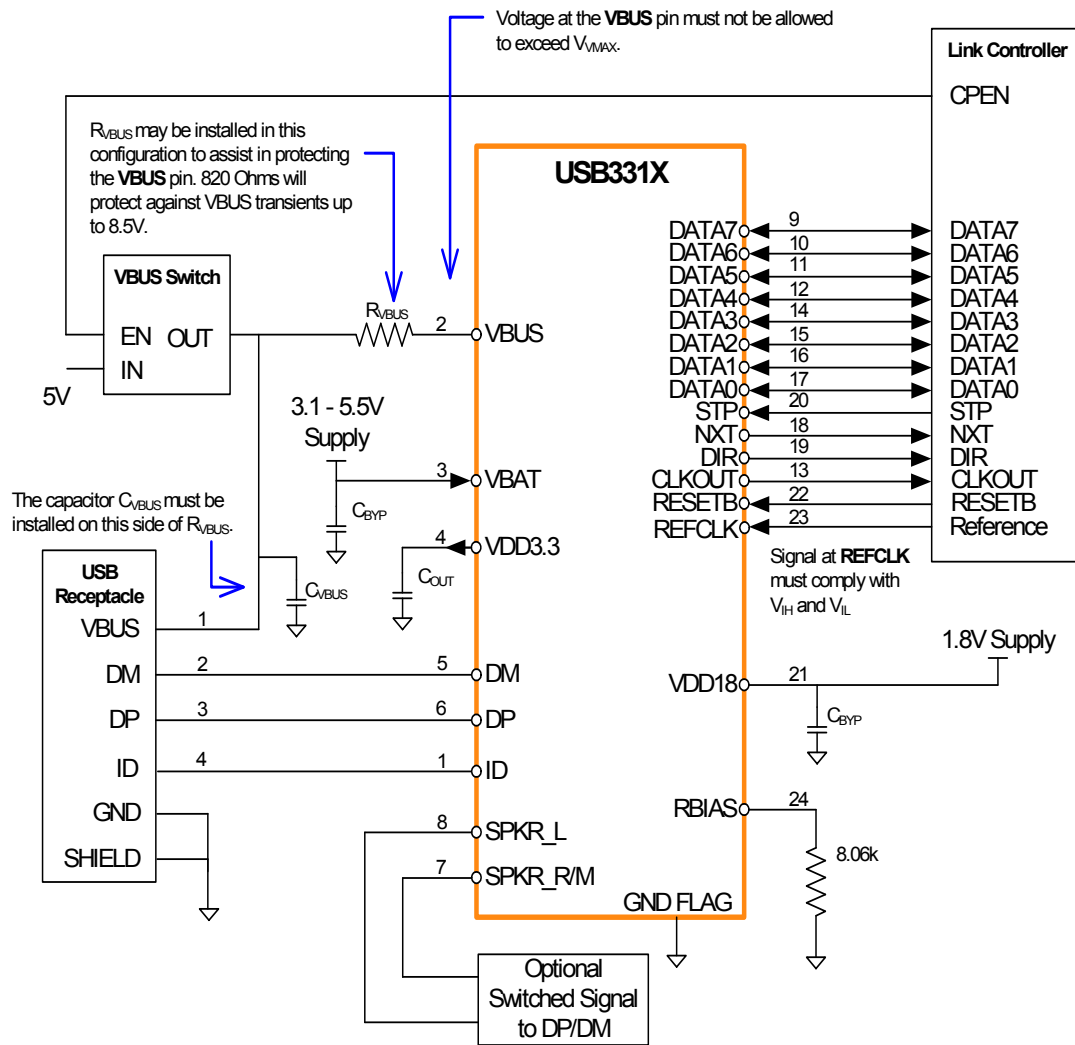 Voltage at the VBUS pin must not be allowed
to exceed VVMAX.
Link Controller
CPEN
RVBUS may be installed in this
configuration to assist in protecting
the VBUS pin. 820 Ohms will
protect against VBUS transients up
to 8.5V.
USB331X
VBUS Switch
EN OUT
IN
5V
RVBUS
2
VBUS
DATA7 9 DATA7
DATA6 10 DATA6
DATA5 11 DATA5
DATA4 12 DATA4
DATA3 14 DATA3
DATA2 15 DATA2
DATA1 16 DATA1
DATA0 17 DATA0
STP 20 STP
NXT 18 NXT
DIR 19 DIR
CLKOUT 13 CLKOUT
RESETB 22 RESETB
REFCLK 23 Reference
3.1 - 5.5V
Supply
3 VBAT
CBYP
4 VDD3.3
COUT
The capacitor CVBUS must be
installed on this side of RVBUS.
CVBUS
Signal at REFCLK
must comply with
VIH and VIL
USB
Receptacle
VBUS 1
DM 2 5 DM
DP 3 6 DP
ID 4 1 ID
GND
SHIELD
8 SPKR_L
7 SPKR_R/M
1.8V Supply
VDD18 21
CBYP
RBIAS 24
8.06k
GND FLAG
Optional
Switched Signal
to DP/DM